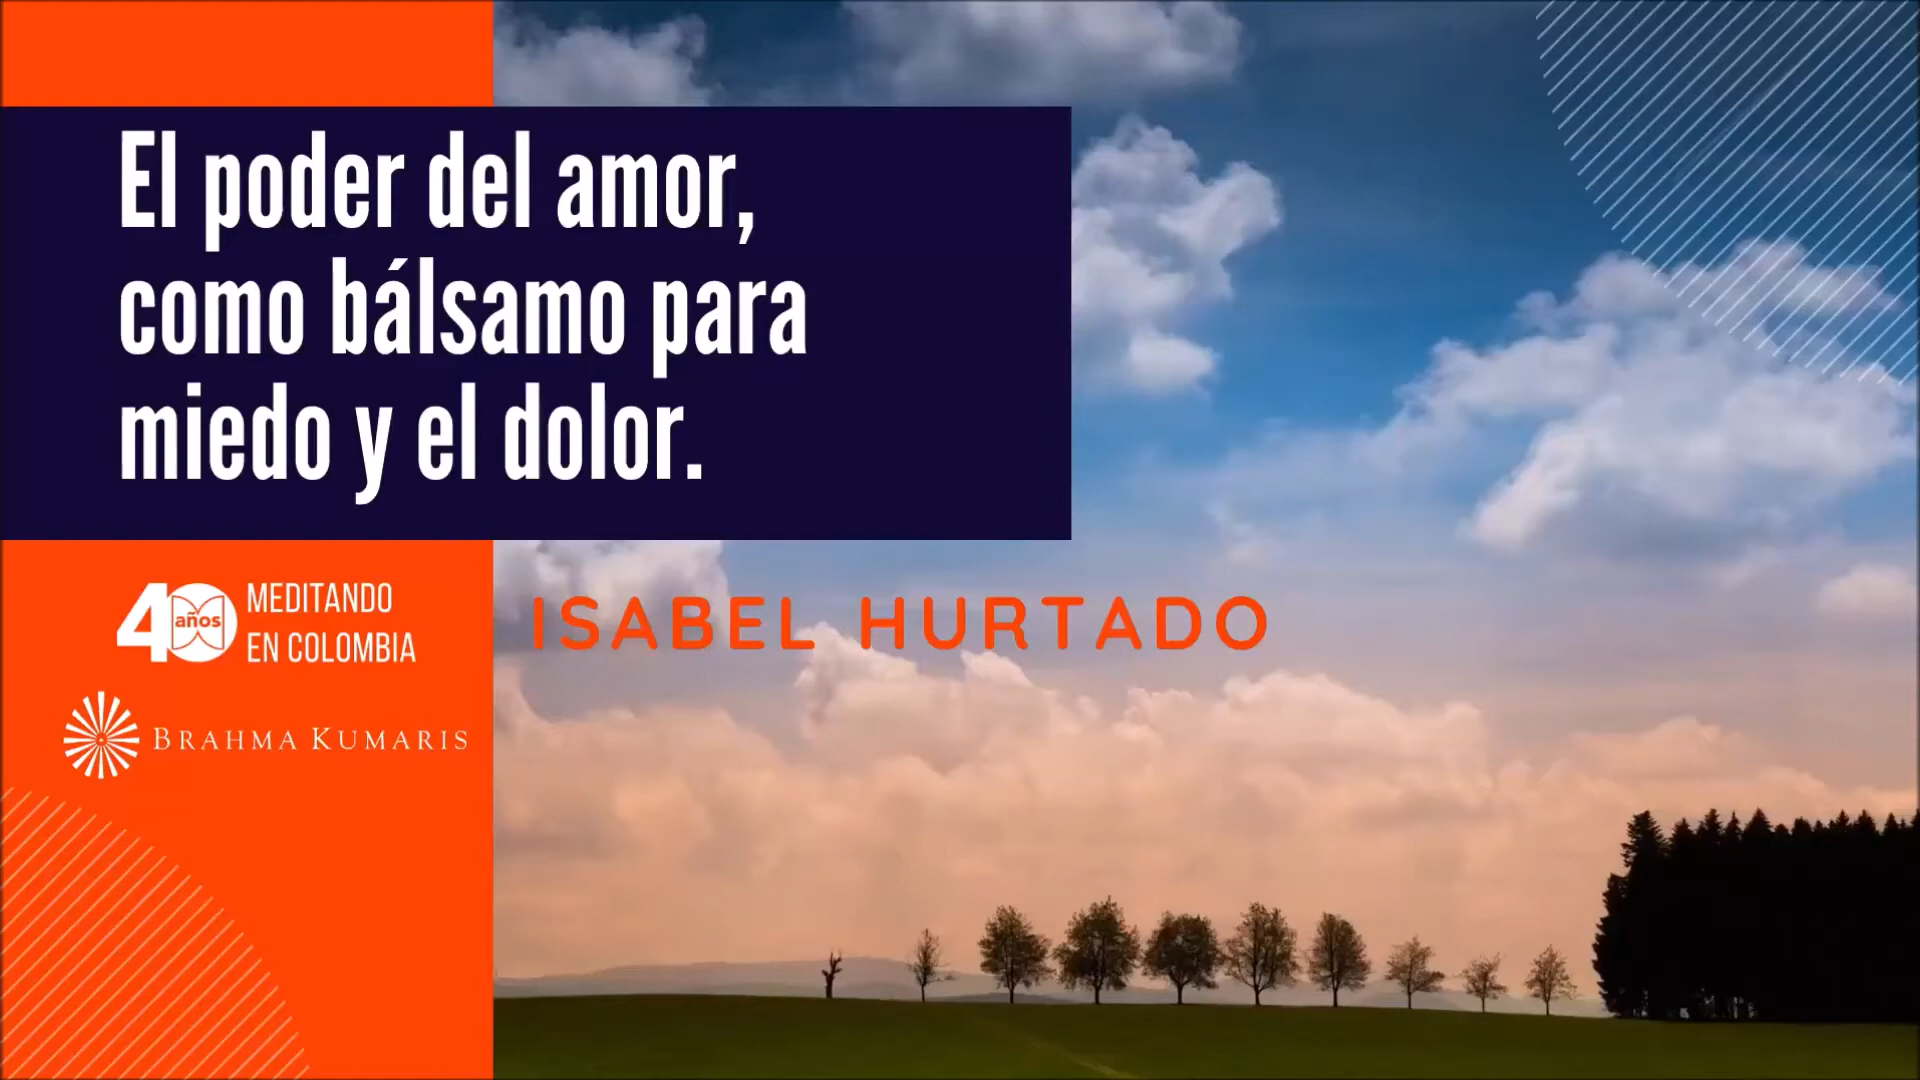 El poder del amor,
como bálsamo para
miedo y el dolor.
40 años
MEDITANDO
EN COLOMBIA
BRAHMA KUMARIS
ISABEL HURTADO